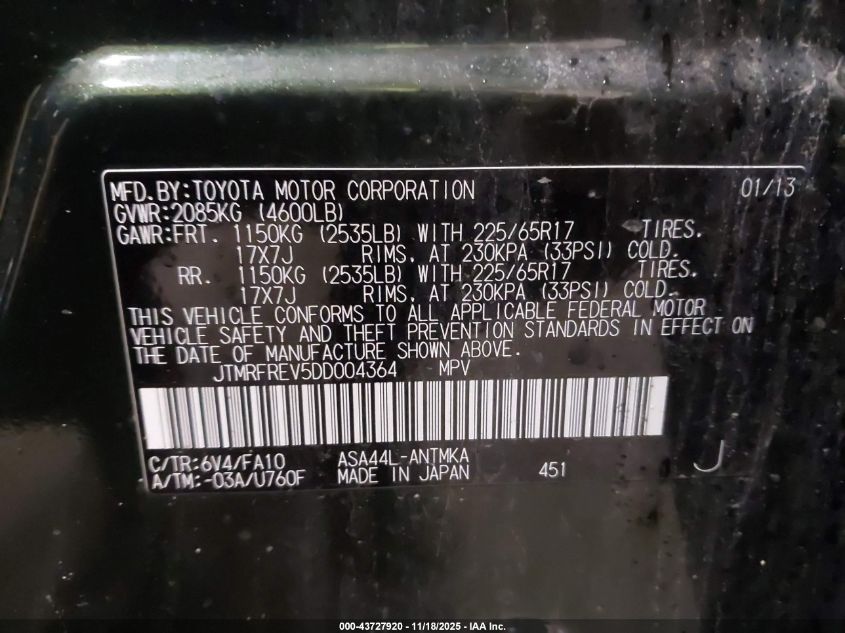 MFD.BY:TOYOTA MOTOR CORPORATION 01/13
GVWR:2085KG (4600LB)
GAWR:FRT. 1150KG (2535LB) WITH 225/65R17 TIRES.
17X7J RIMS, AT 230KPA (33PSI) COLD.
RR. 1150KG (2535LB) WITH 225/65R17 TIRES.
17X7J RIMS, AT 230KPA (33PSI) COLD.
THIS VEHICLE CONFORMS TO ALL APPLICABLE FEDERAL MOTOR
VEHICLE SAFETY AND THEFT PREVENTION STANDARDS IN EFFECT ON
THE DATE OF MANUFACTURE SHOWN ABOVE.
JTMRFREV5DD004364 MPV
C/TR:6V4/FA10 ASA44L-ANTMKA
A/TM:-03A/U760F MADE IN JAPAN 451 J
000-43727920 - 11/18/2025 - IAA Inc.